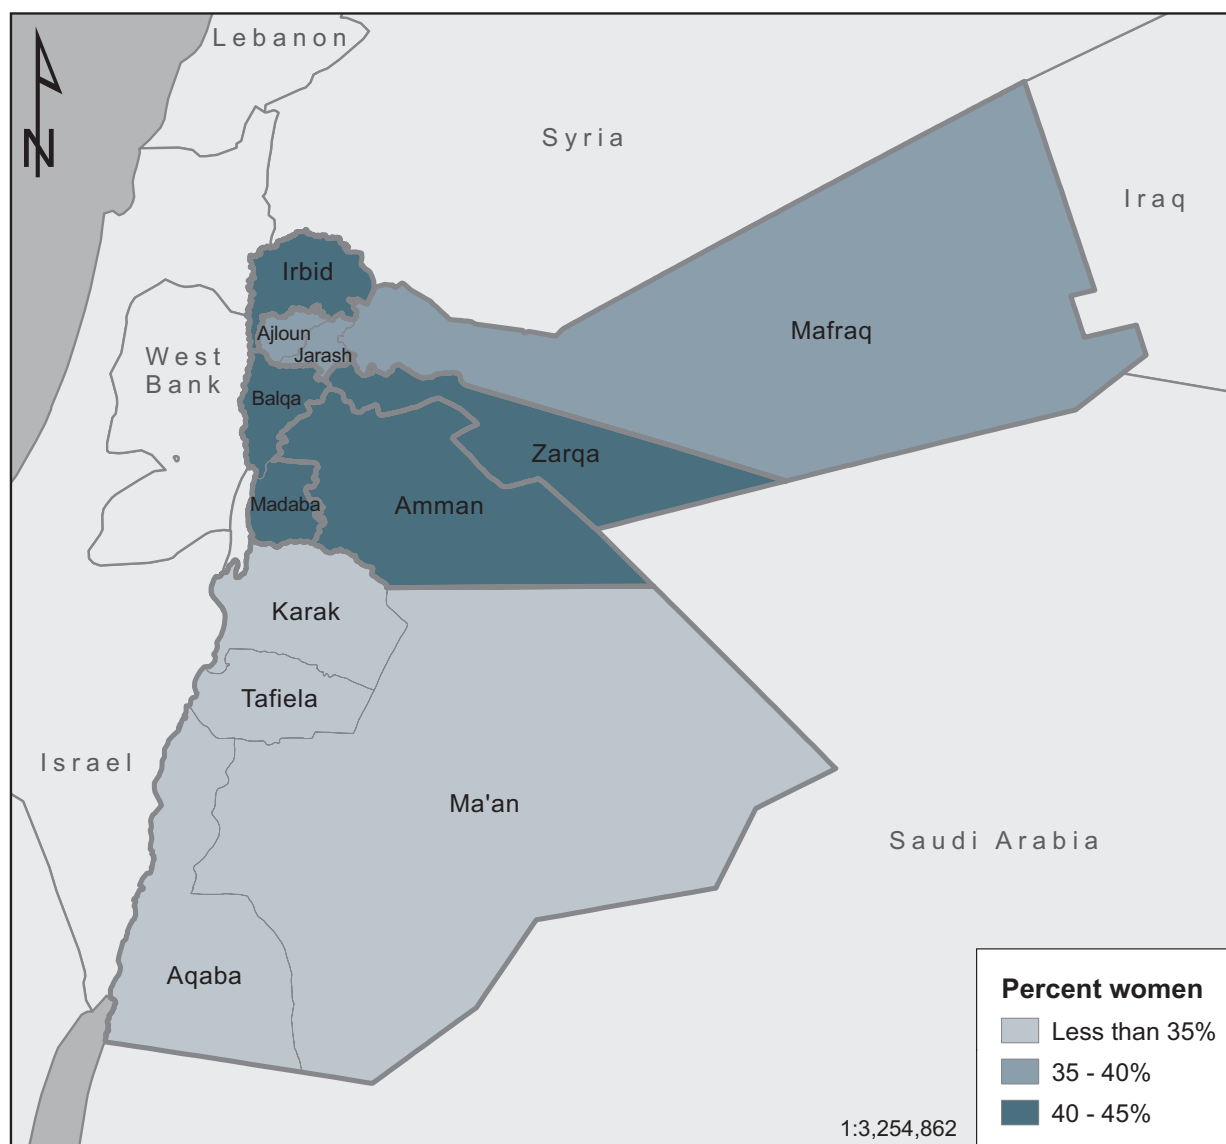 Lebanon
N
Syria
Iraq
Irbid
Ajloun
Jarash
Mafraq
West
Bank
Balqa
Zarqa
Madaba
Amman
Karak
Tafiela
Israel
Ma'an
Saudi Arabia
Aqaba
Percent women
Less than 35%
35 - 40%
40 - 45%
1:3,254,862